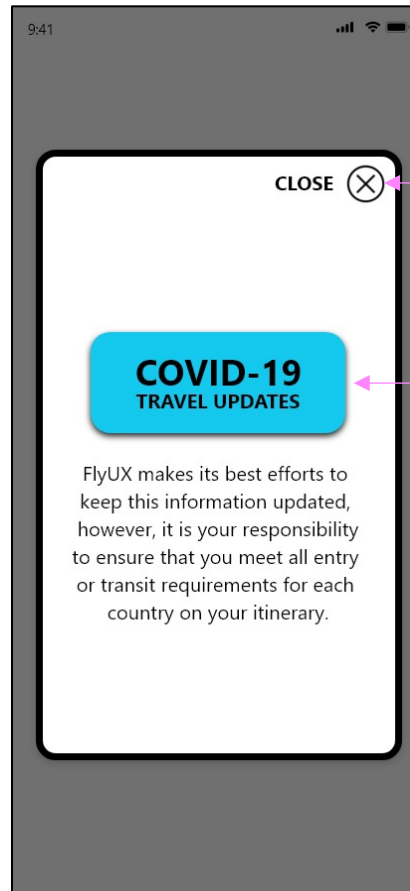 9:41
CLOSE
COVID-19
TRAVEL UPDATES
FlyUX makes its best efforts to
keep this information updated,
however, it is your responsibility
to ensure that you meet all entry
or transit requirements for each
country on your itinerary.